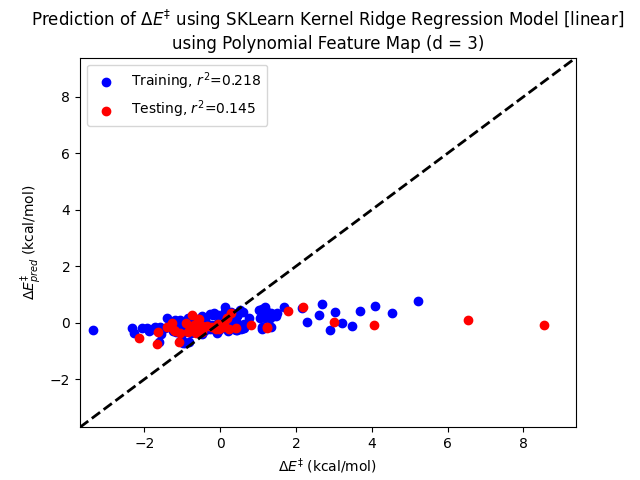 Prediction of ΔE‡ using SKLearn Kernel Ridge Regression Model [linear]
using Polynomial Feature Map (d = 3)
Training, r²=0.218
Testing, r²=0.145
8
6
4
2
0
−2
ΔE‡pred (kcal/mol)
−2 0 2 4 6 8
ΔE‡ (kcal/mol)